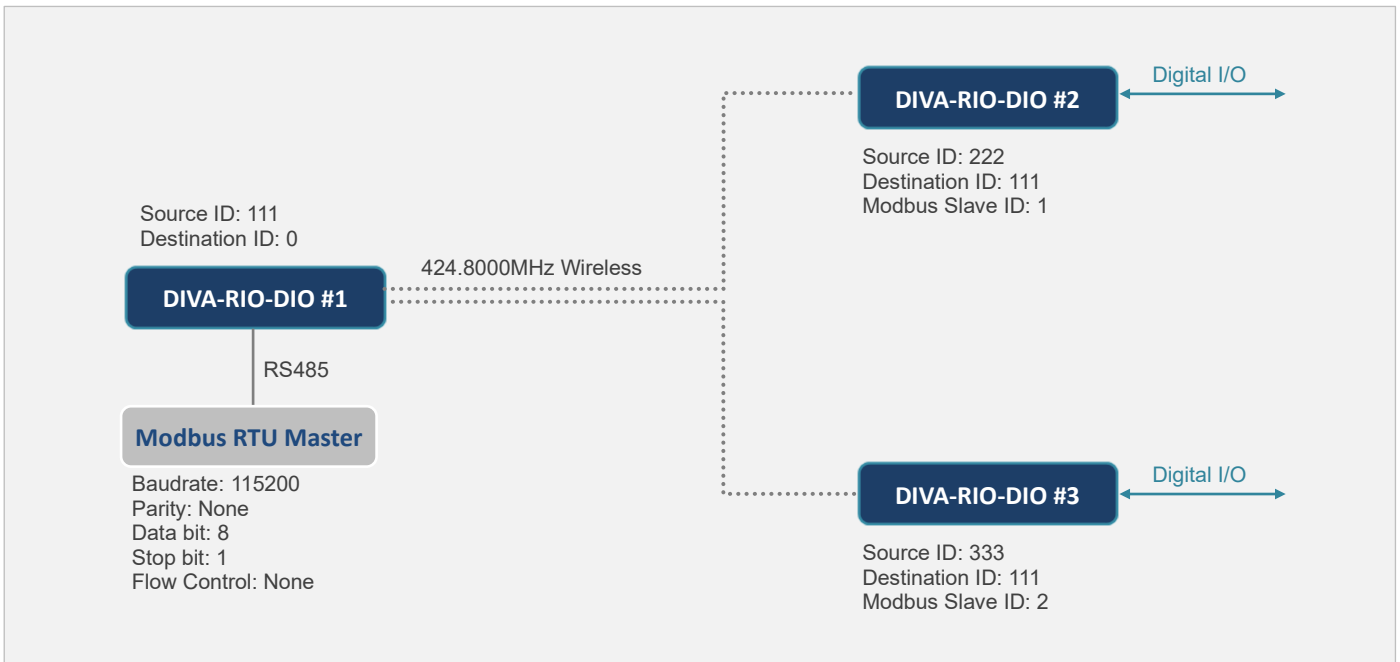 Digital I/O
DIVA-RIO-DIO #2
Source ID: 222
Destination ID: 111
Modbus Slave ID: 1
Source ID: 111
Destination ID: 0
424.8000MHz Wireless
DIVA-RIO-DIO #1
RS485
Modbus RTU Master
Baudrate: 115200
Parity: None
Data bit: 8
Stop bit: 1
Flow Control: None
Digital I/O
DIVA-RIO-DIO #3
Source ID: 333
Destination ID: 111
Modbus Slave ID: 2